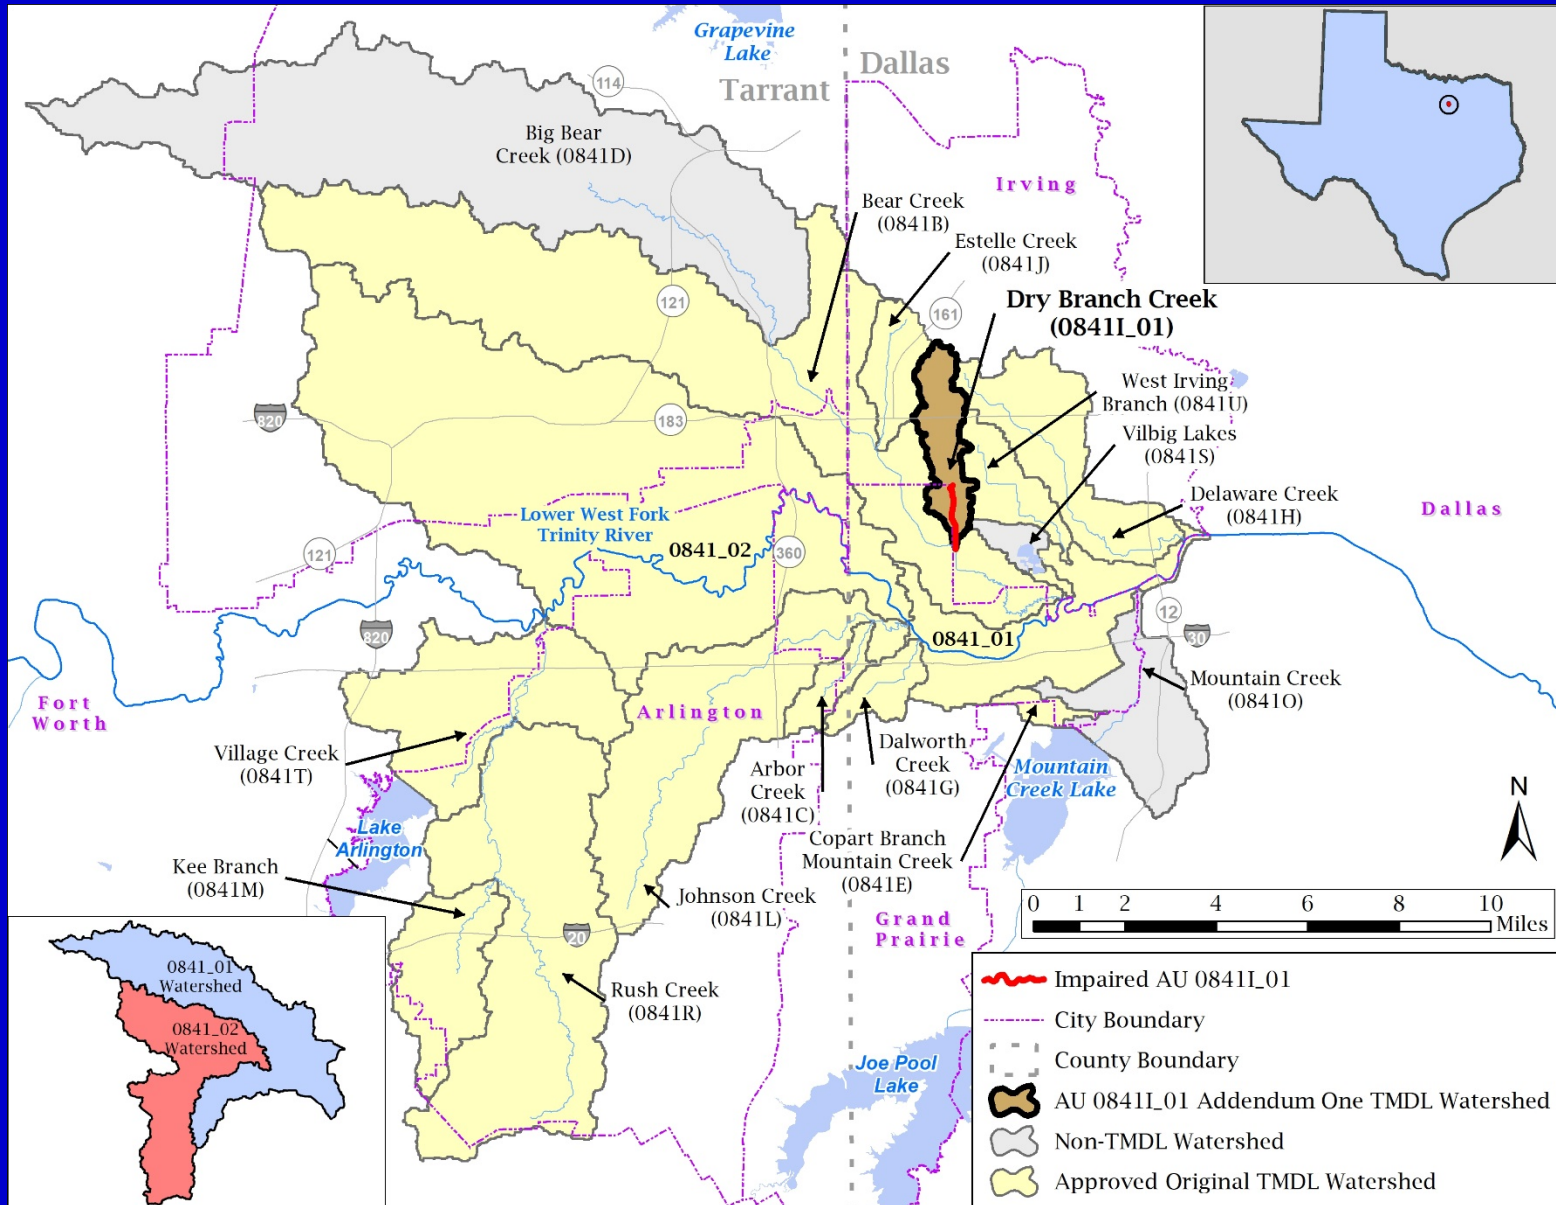 Grapevine
Lake
Dallas
Tarrant
114
Big Bear
Creek (0841D)
Irving
Bear Creek
(0841B)
Estelle Creek
(0841J)
Dry Branch Creek
(0841I_01)
121
161
West Irving
Branch (0841U)
Vilbig Lakes
(0841S)
820
183
Delaware Creek
(0841H)
Dallas
Lower West Fork
Trinity River
0841_02
121
360
820
0841_01
12
30
Mountain Creek
(0841O)
Fort
Worth
Arlington
Village Creek
(0841T)
Arbor
Creek
(0841C)
Dalworth
Creek
(0841G)
Mountain
Creek Lake
Lake
Arlington
Copart Branch
Mountain Creek
(0841E)
Kee Branch
(0841M)
Johnson Creek
(0841L)
Grand
Prairie
20
Rush Creek
(0841R)
Joe Pool
Lake
N
0 1 2 4 6 8 10
Miles
0841_01
Watershed
0841_02
Watershed
Impaired AU 0841I_01
City Boundary
County Boundary
AU 0841I_01 Addendum One TMDL Watershed
Non-TMDL Watershed
Approved Original TMDL Watershed